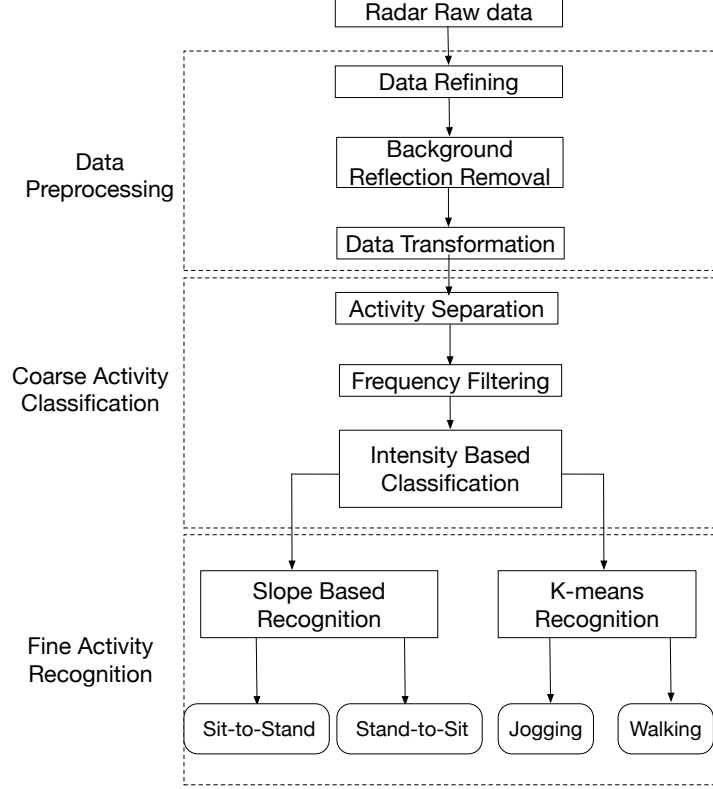 Radar Raw data
Data Refining
Data
Preprocessing
Background
Reflection Removal
Data Transformation
Activity Separation
Coarse Activity
Classification
Frequency Filtering
Intensity Based
Classification
Slope Based
Recognition
K-means
Recognition
Fine Activity
Recognition
Sit-to-Stand
Stand-to-Sit
Jogging
Walking